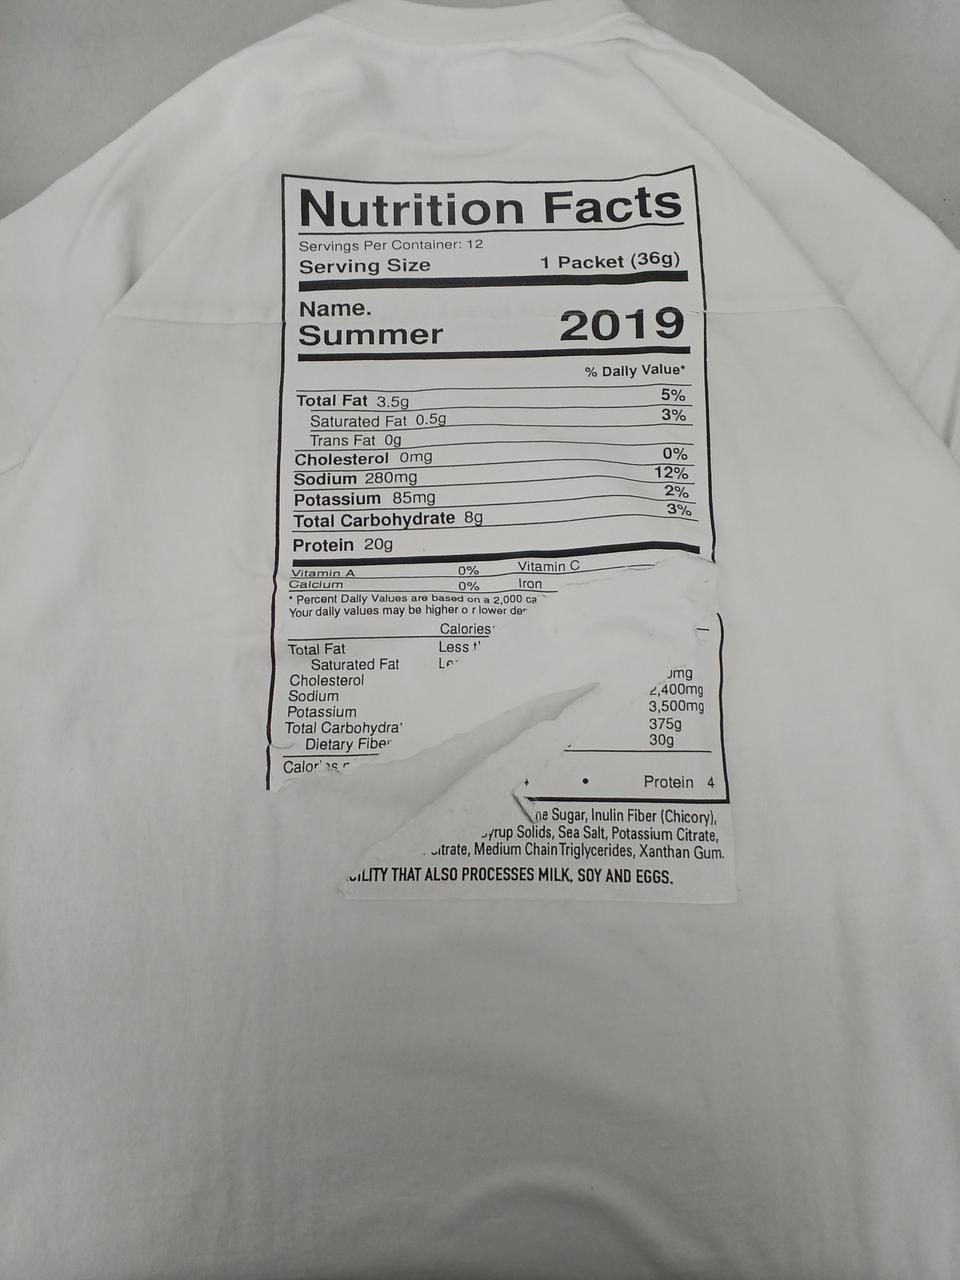 Nutrition Facts
Servings Per Container: 12
Serving Size 1 Packet (36g)
Name.
Summer 2019
% Daily Value*
Total Fat 3.5g 5%
Saturated Fat 0.5g 3%
Trans Fat 0g
Cholesterol 0mg 0%
Sodium 280mg 12%
Potassium 85mg 2%
Total Carbohydrate 8g 3%
Protein 20g
Vitamin A 0% Vitamin C
Calcium 0% Iron
* Percent Daily Values are based on a 2,000
Your daily values may be higher o r lower
Calories
Total Fat Less
Saturated Fat
Cholesterol
Sodium 2,400mg
Potassium 3,500mg
Total 375g
Dietary 30g
• Protein 4
Sugar, Inulin Fiber (Chicory),
Solids, Sea Salt, Potassium Citrate,
Medium Chain Triglycerides, Xanthan Gum.
THAT ALSO PROCESSES MILK, SOY AND EGGS.